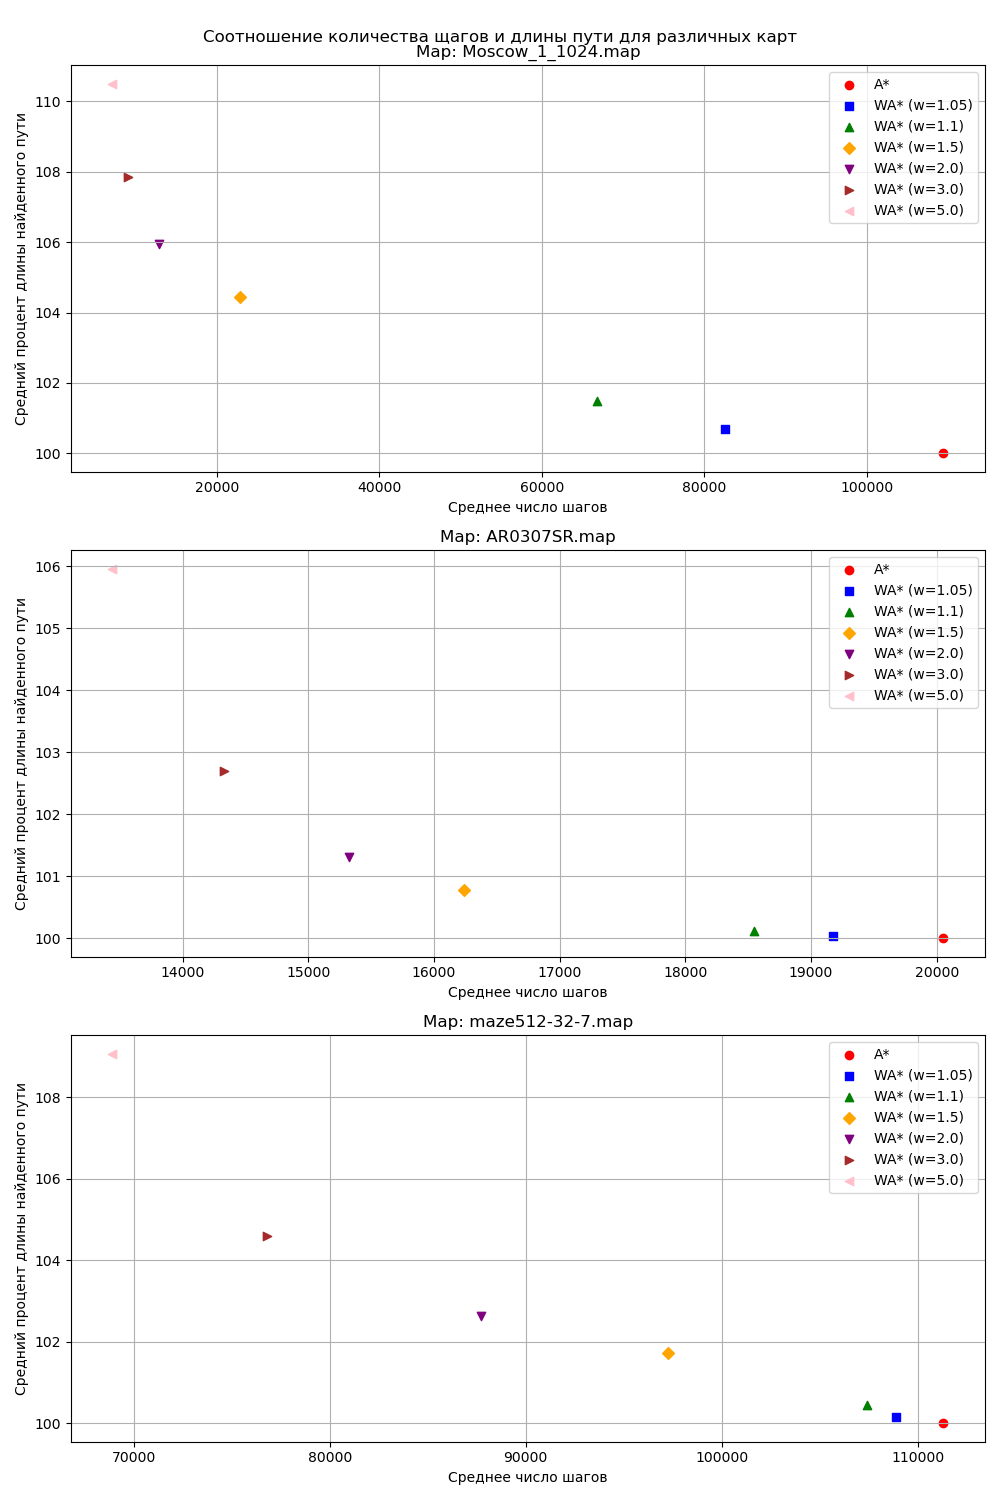 Соотношение количества щагов и длины пути для различных карт
Map: Moscow_1_1024.map
Средний процент длины найденного пути
110
108
106
104
102
100
A*
WA* (w=1.05)
WA* (w=1.1)
WA* (w=1.5)
WA* (w=2.0)
WA* (w=3.0)
WA* (w=5.0)
20000 40000 60000 80000 100000
Среднее число шагов
Map: AR0307SR.map
Средний процент длины найденного пути
106
105
104
103
102
101
100
A*
WA* (w=1.05)
WA* (w=1.1)
WA* (w=1.5)
WA* (w=2.0)
WA* (w=3.0)
WA* (w=5.0)
14000 15000 16000 17000 18000 19000 20000
Среднее число шагов
Map: maze512-32-7.map
Средний процент длины найденного пути
108
106
104
102
100
A*
WA* (w=1.05)
WA* (w=1.1)
WA* (w=1.5)
WA* (w=2.0)
WA* (w=3.0)
WA* (w=5.0)
70000 80000 90000 100000 110000
Среднее число шагов